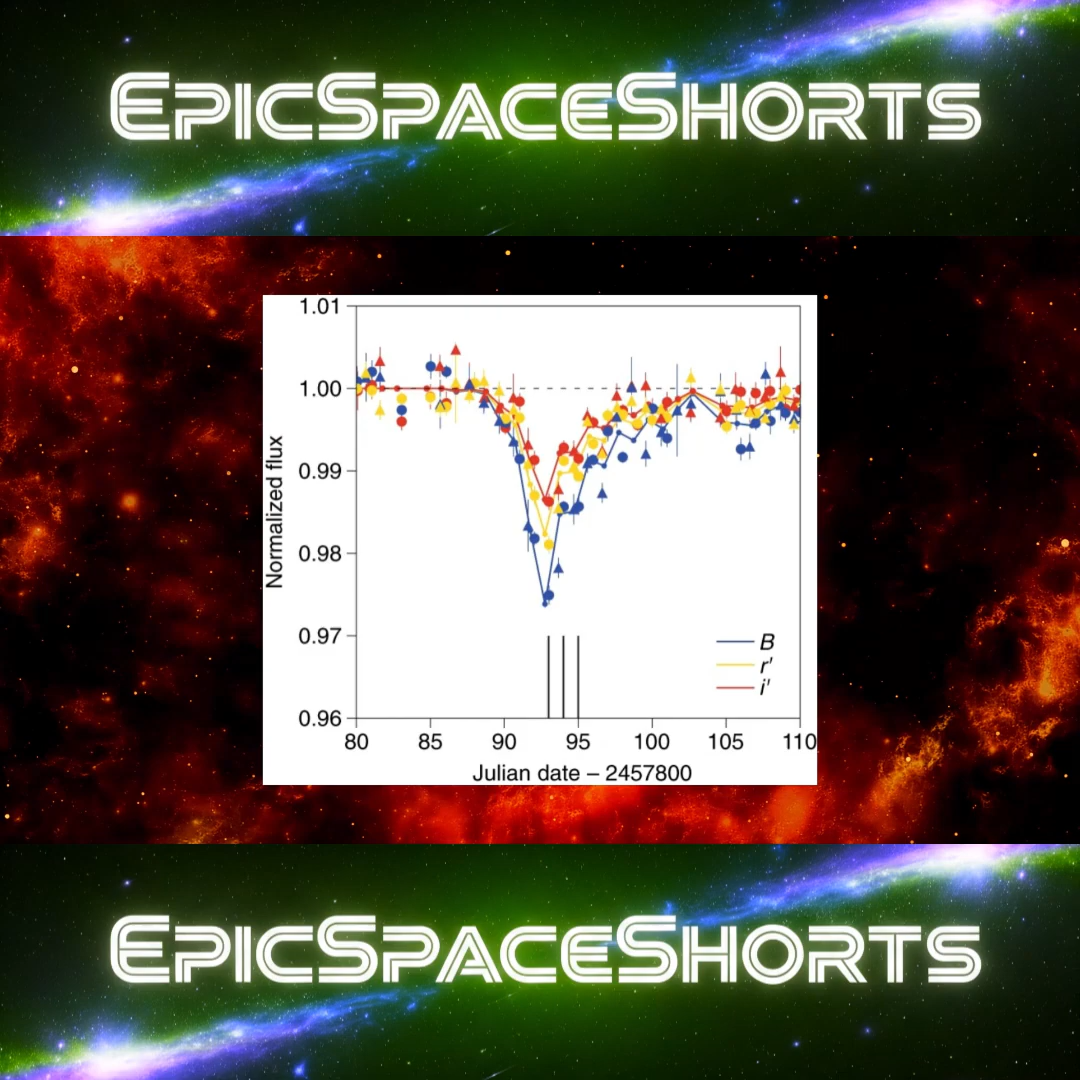 EPICSPACESHORTS
1.01
1.00
0.99
0.98
0.97
0.96
Normalized flux
B
r'
i'
80 85 90 95 100 105 110
Julian date – 2457800
EPICSPACESHORTS